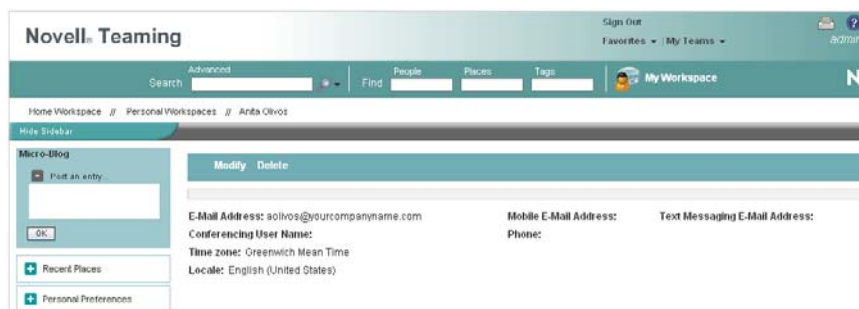 Novell® Teaming
Sign Out
Favorites | My Teams
admin
Advanced
Search
Find
People
Places
Tags
My Workspace
N
Home Workspace // Personal Workspaces // Anita Olivos
Hide Sidebar
Micro-Blog
Post an entry...
OK
Recent Places
Personal Preferences
Modify Delete
E-Mail Address: aolivos@yourcompanyname.com
Mobile E-Mail Address:
Text Messaging E-Mail Address:
Conferencing User Name:
Phone:
Time zone: Greenwich Mean Time
Locale: English (United States)